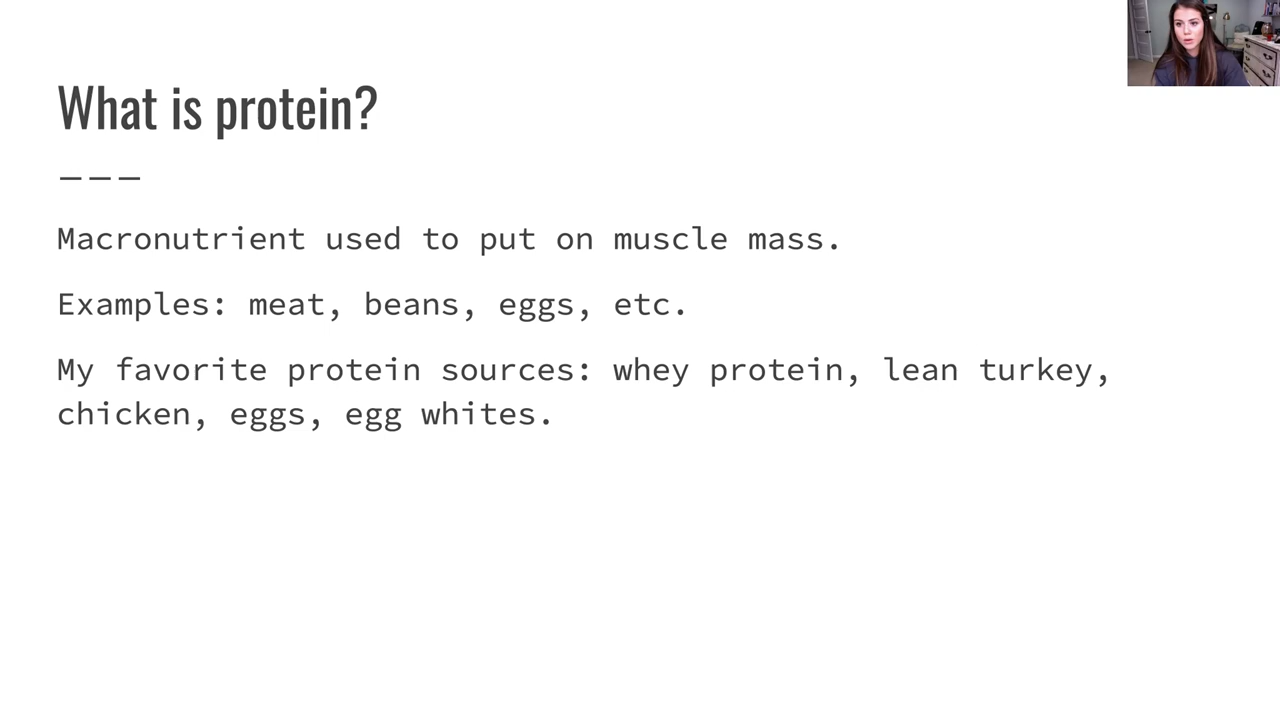 What is protein?
Macronutrient used to put on muscle mass.
Examples: meat, beans, eggs, etc.
My favorite protein sources: whey protein, lean turkey,
chicken, eggs, egg whites.